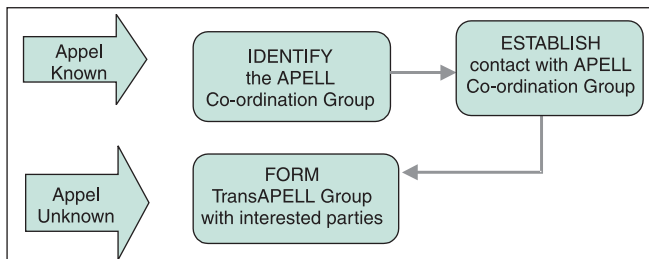 Appel
Known
IDENTIFY
the APELL
Co-ordination Group
ESTABLISH
contact with APELL
Co-ordination Group
Appel
Unknown
FORM
TransAPELL Group
with interested parties